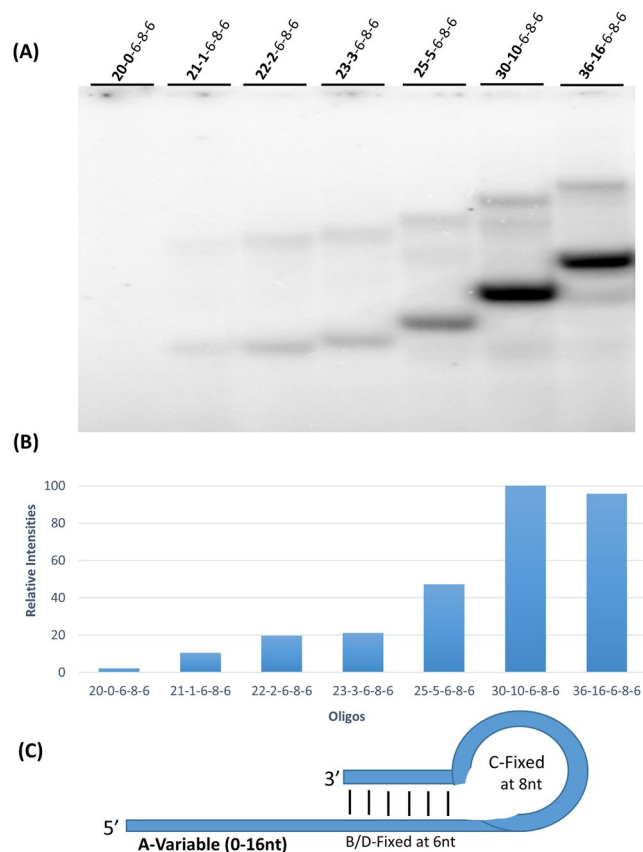 (A)
20-0-6-8-6
21-1-6-8-6
22-2-6-8-6
23-3-6-8-6
25-5-6-8-6
30-10-6-8-6
36-16-6-8-6
(B)
Relative Intensities
100
80
60
40
20
0
20-0-6-8-6 21-1-6-8-6 22-2-6-8-6 23-3-6-8-6 25-5-6-8-6 30-10-6-8-6 36-16-6-8-6
Oligos
(C)
C-Fixed
at 8nt
3’
5’
A-Variable (0-16nt)
B/D-Fixed at 6nt